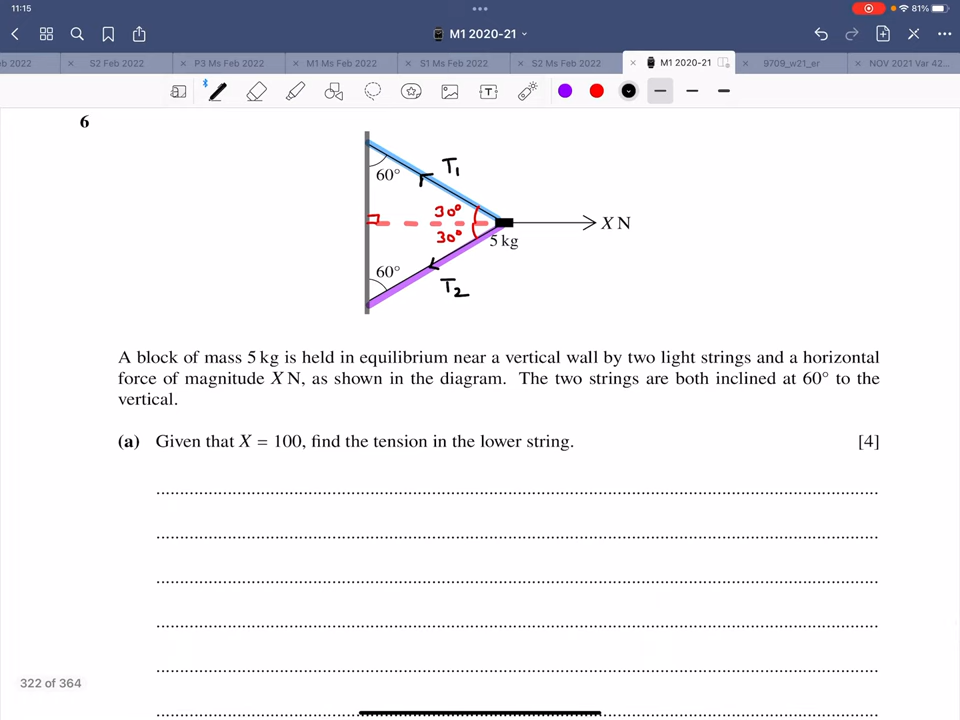 11:15
81%
M1 2020-21
b 2022
S2 Feb 2022
P3 Ms Feb 2022
M1 Ms Feb 2022
S1 Ms Feb 2022
S2 Ms Feb 2022
M1 2020-21
9709_w21_er
NOV 2021 Var 42...
T
6
T₁
60°
30°
X N
30°
5 kg
60°
T₂
A block of mass 5 kg is held in equilibrium near a vertical wall by two light strings and a horizontal
force of magnitude X N, as shown in the diagram. The two strings are both inclined at 60° to the
vertical.
(a) Given that X = 100, find the tension in the lower string. [4]
322 of 364